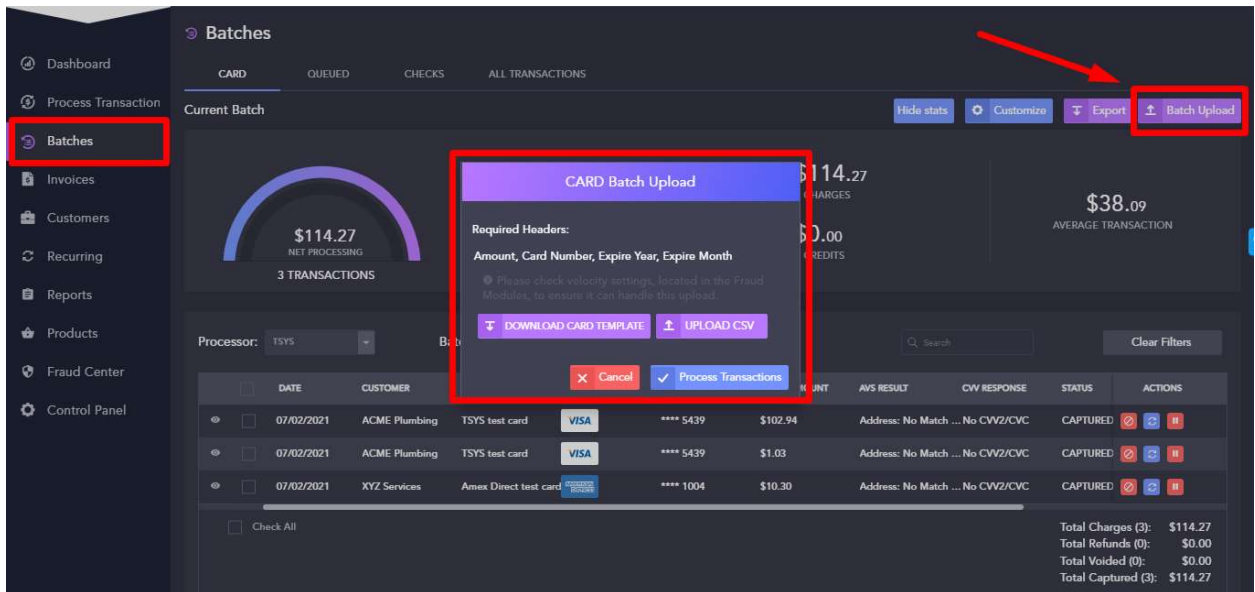 Batches
Dashboard
Process Transaction
Batches
Invoices
Customers
Recurring
Reports
Products
Fraud Center
Control Panel
CARD QUEUED CHECKS ALL TRANSACTIONS
Current Batch
Hide stats Customize Export Batch Upload
$114.27
NET PROCESSING
3 TRANSACTIONS
$114.27
CHARGES
$0.00
CREDITS
$38.09
AVERAGE TRANSACTION
CARD Batch Upload
Required Headers:
Amount, Card Number, Expire Year, Expire Month
Please check velocity settings, located in the Fraud
Modules, to ensure it can handle this upload.
DOWNLOAD CARD TEMPLATE UPLOAD CSV
Cancel Process Transactions
Processor: TSYS Search Clear Filters
DATE CUSTOMER AVS RESULT CVV RESPONSE STATUS ACTIONS
07/02/2021 ACME Plumbing TSYS test card VISA **** 5439 $102.94 Address: No Match ... No CVV2/CVC CAPTURED
07/02/2021 ACME Plumbing TSYS test card VISA **** 5439 $1.03 Address: No Match ... No CVV2/CVC CAPTURED
07/02/2021 XYZ Services Amex Direct test card **** 1004 $10.30 Address: No Match ... No CVV2/CVC CAPTURED
Check All
Total Charges (3): $114.27
Total Refunds (0): $0.00
Total Voided (0): $0.00
Total Captured (3): $114.27